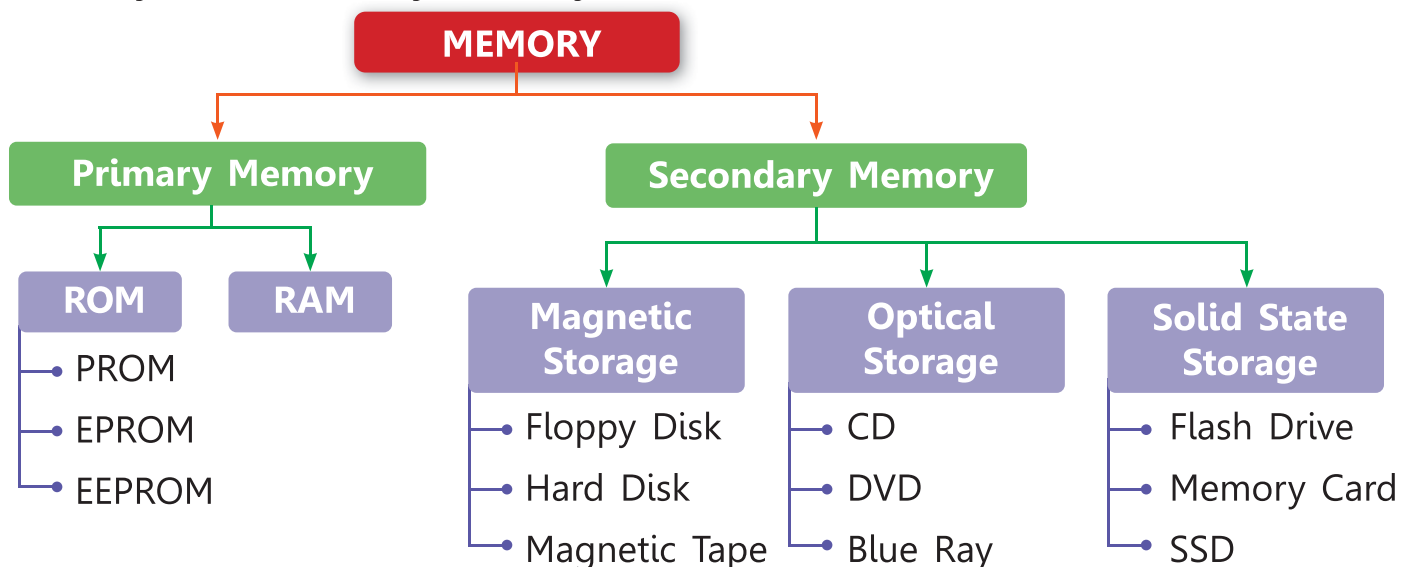 MEMORY
Primary Memory
Secondary Memory
ROM
RAM
PROM
EPROM
EEPROM
Magnetic
Storage
Floppy Disk
Hard Disk
Magnetic Tape
Optical
Storage
CD
DVD
Blue Ray
Solid State
Storage
Flash Drive
Memory Card
SSD